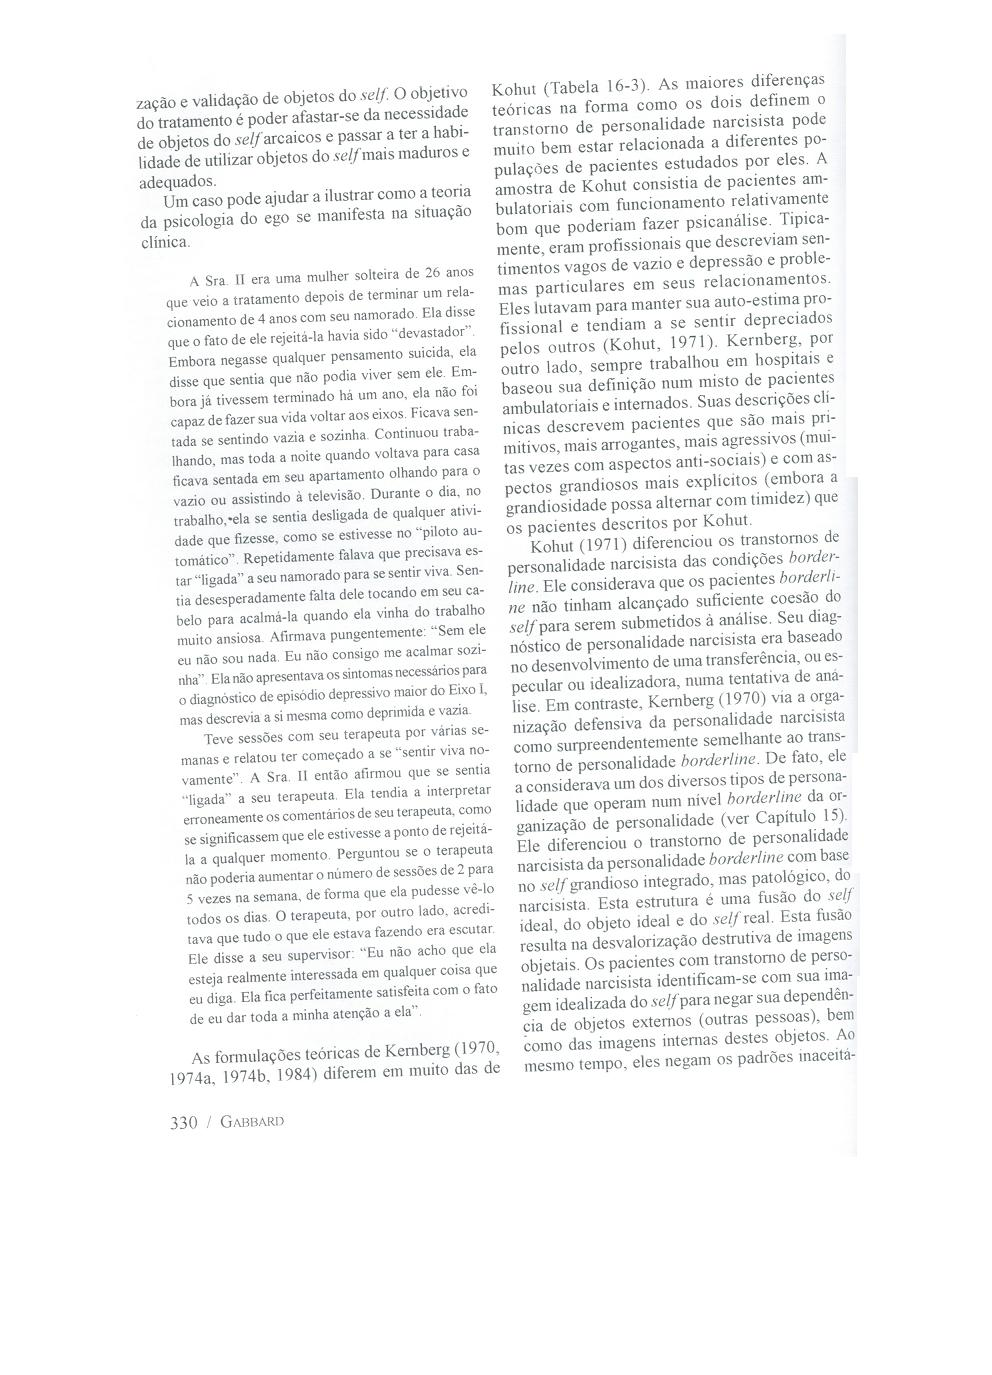 zação e validação de objetos do self. O objetivo
do tratamento é poder afastar-se da necessidade
de objetos do self arcaicos e passar a ter a habi-
lidade de utilizar objetos do self mais maduros e
adequados.
Um caso pode ajudar a ilustrar como a teoria
da psicologia do ego se manifesta na situação
clínica.
A Sra. II era uma mulher solteira de 26 anos
que veio a tratamento depois de terminar um rela-
cionamento de 4 anos com seu namorado. Ela disse
que o fato de ele rejeitá-la havia sido “devastador”.
Embora negasse qualquer pensamento suicida, ela
disse que sentia que não podia viver sem ele. Em-
bora já tivessem terminado há um ano, ela não foi
capaz de fazer sua vida voltar aos eixos. Ficava sen-
tada se sentindo vazia e sozinha. Continuou traba-
lhando, mas toda a noite quando voltava para casa
ficava sentada em seu apartamento olhando para o
vazio ou assistindo à televisão. Durante o dia, no
trabalho, ela se sentia desligada de qualquer ativi-
dade que fizesse, como se estivesse no “piloto au-
tomático”. Repetidamente falava que precisava es-
tar “ligada” a seu namorado para se sentir viva. Sen-
tia desesperadamente falta dele tocando em seu ca-
belo para acalmá-la quando ela vinha do trabalho
muito ansiosa. Afirmava pungentemente: “Sem ele
eu não sou nada. Eu não consigo me acalmar sozi-
nha”. Ela não apresentava os sintomas necessários para
o diagnóstico de episódio depressivo maior do Eixo I,
mas descrevia a si mesma como deprimida e vazia.
Teve sessões com seu terapeuta por várias se-
manas e relatou ter começado a se “sentir viva no-
vamente”. A Sra. II então afirmou que se sentia
“ligada” a seu terapeuta. Ela tendia a interpretar
erroneamente os comentários de seu terapeuta, como
se significassem que ele estivesse a ponto de rejeitá-
la a qualquer momento. Perguntou se o terapeuta
não poderia aumentar o número de sessões de 2 para
5 vezes na semana, de forma que ela pudesse vê-lo
todos os dias. O terapeuta, por outro lado, acredi-
tava que tudo o que ele estava fazendo era escutar.
Ele disse a seu supervisor: “Eu não acho que ela
esteja realmente interessada em qualquer coisa que
eu diga. Ela fica perfeitamente satisfeita com o fato
de eu dar toda a minha atenção a ela”.
As formulações teóricas de Kernberg (1970,
1974a, 1974b, 1984) diferem em muito das de
Kohut (Tabela 16-3). As maiores diferenças
teóricas na forma como os dois definem o
transtorno de personalidade narcisista pode
muito bem estar relacionada a diferentes po-
pulações de pacientes estudados por eles. A
amostra de Kohut consistia de pacientes am-
bulatoriais com funcionamento relativamente
bom que poderiam fazer psicanálise. Tipica-
mente, eram profissionais que descreviam sen-
timentos vagos de vazio e depressão e proble-
mas particulares em seus relacionamentos.
Eles lutavam para manter sua auto-estima pro-
fissional e tendiam a se sentir depreciados
pelos outros (Kohut, 1971). Kernberg, por
outro lado, sempre trabalhou em hospitais e
baseou sua definição num misto de pacientes
ambulatoriais e internados. Suas descrições clí-
nicas descrevem pacientes que são mais pri-
mitivos, mais arrogantes, mais agressivos (mui-
tas vezes com aspectos anti-sociais) e com as-
pectos grandiosos mais explícitos (embora a
grandiosidade possa alternar com timidez) que
os pacientes descritos por Kohut.
Kohut (1971) diferenciou os transtornos de
personalidade narcisista das condições border-
line. Ele considerava que os pacientes borderli-
ne não tinham alcançado suficiente coesão do
self para serem submetidos à análise. Seu diag-
nóstico de personalidade narcisista era baseado
no desenvolvimento de uma transferência, ou es-
pecular ou idealizadora, numa tentativa de aná-
lise. Em contraste, Kernberg (1970) via a orga-
nização defensiva da personalidade narcisista
como surpreendentemente semelhante ao trans-
torno de personalidade borderline. De fato, ele
a considerava um dos diversos tipos de persona-
lidade que operam num nível borderline da or-
ganização de personalidade (ver Capítulo 15).
Ele diferenciou o transtorno de personalidade
narcisista da personalidade borderline com base
no self grandioso integrado, mas patológico, do
narcisista. Esta estrutura é uma fusão do self
ideal, do objeto ideal e do self real. Esta fusão
resulta na desvalorização destrutiva de imagens
objetais. Os pacientes com transtorno de perso-
nalidade narcisista identificam-se com sua ima-
gem idealizada do self para negar sua dependên-
cia de objetos externos (outras pessoas), bem
como das imagens internas destes objetos. Ao
mesmo tempo, eles negam os padrões inaceitá-
330 / GABBARD